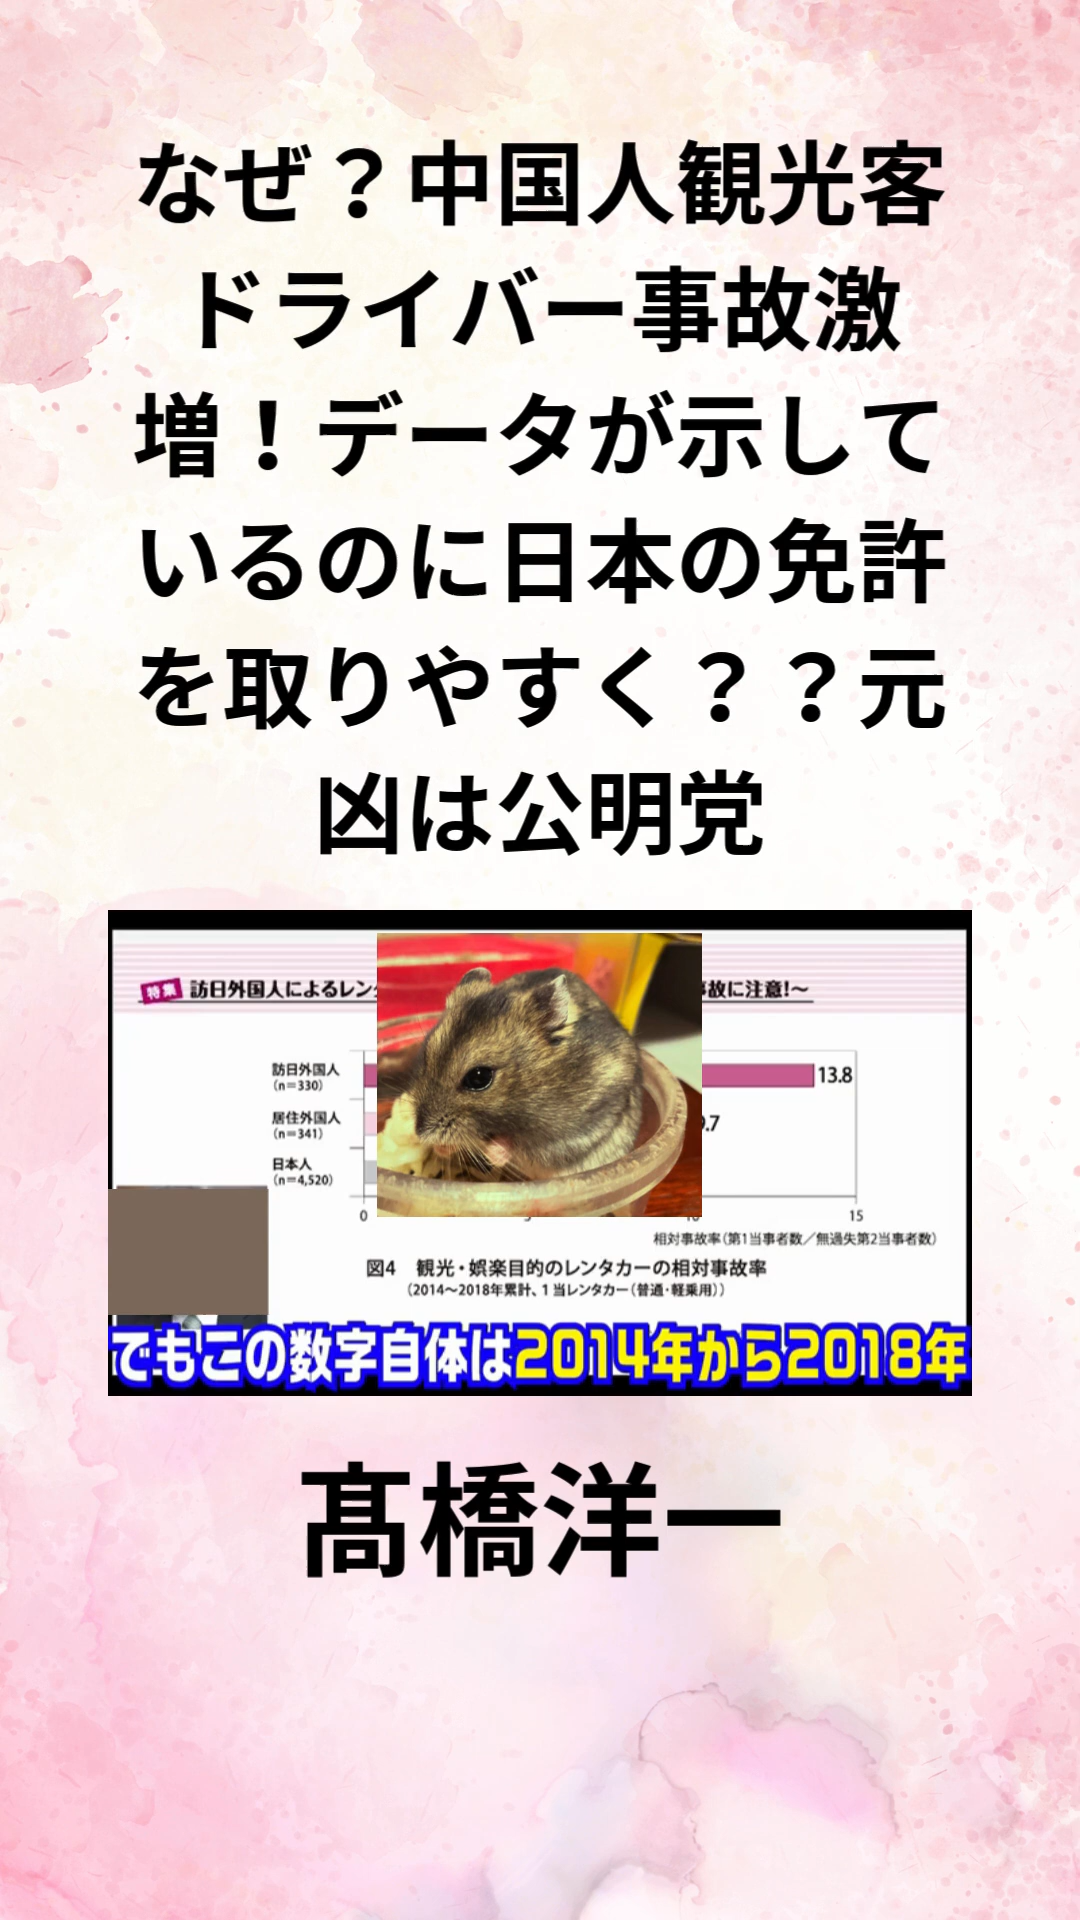 なぜ？中国人観光客
ドライバー事故激
増！データが示して
いるのに日本の免許
を取りやすく？？元
凶は公明党
特集 訪日外国人によるレン
事故に注意!～
訪日外国人
(n=330)
13.8
居住外国人
(n=341)
9.7
日本人
(n=4,520)
0
10
15
相対事故率(第1当事者数／無過失第2当事者数)
図4 観光・娯楽目的のレンタカーの相対事故率
(2014～2018年累計、1当レンタカー(普通・軽乗用))
でもこの数字自体は2014年から2018年
髙橋洋一